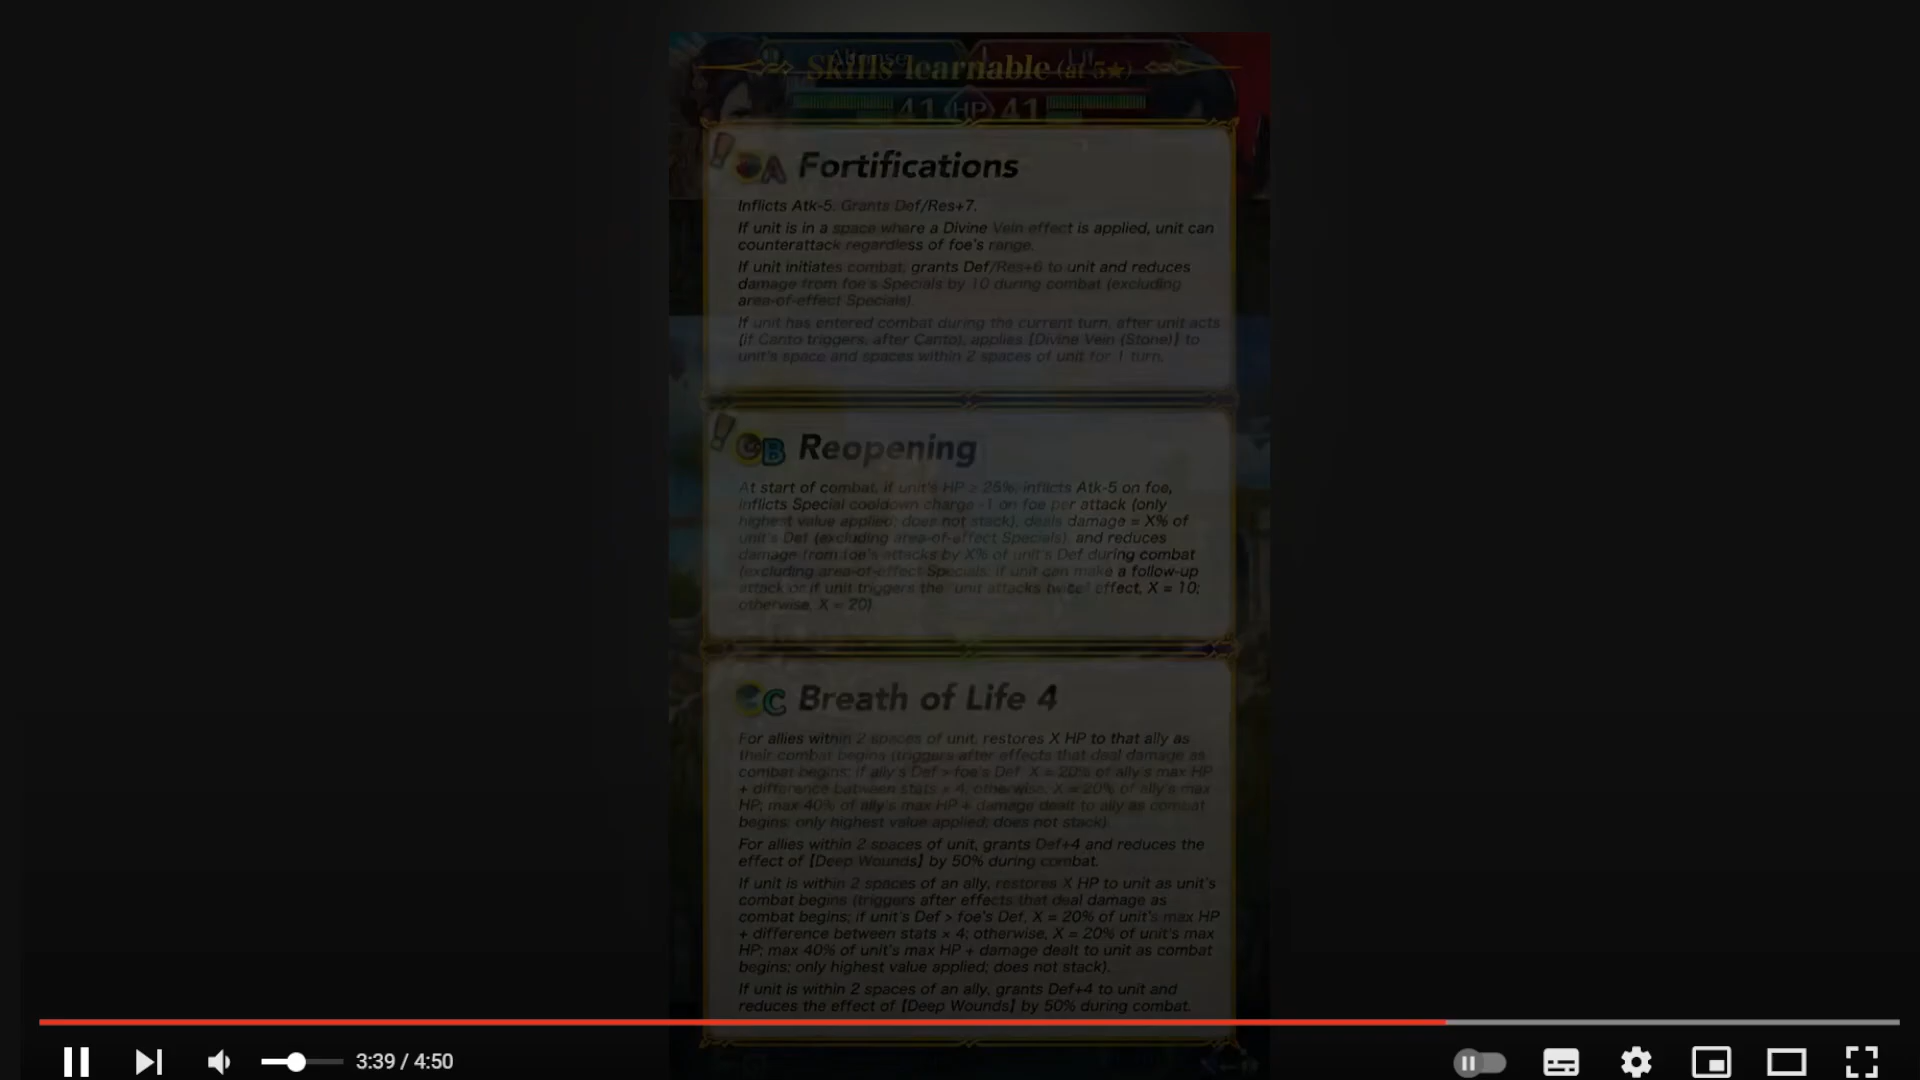 Skills learnable (at 5★)
41 HP 41
A Fortifications
Inflicts Atk-5. Grants Def/Res+7.
If unit is in a space where a Divine Vein effect is applied, unit can
counterattack regardless of foe's range.
If unit initiates combat, grants Def/Res+6 to unit and reduces
damage from foe's Specials by 10 during combat (excluding
area-of-effect Specials).
If unit has entered combat during the current turn, after unit acts
(if Canto triggers, after Canto), applies【Divine Vein (Stone)】to
unit's space and spaces within 2 spaces of unit for 1 turn.
B Reopening
At start of combat, if unit's HP ≥ 25%, inflicts Atk-5 on foe,
inflicts Special cooldown charge -1 on foe per attack (only
highest value applied; does not stack), deals damage = X% of
unit's Def (excluding area-of-effect Specials), and reduces
damage from foe's attacks by X% of unit's Def during combat
(excluding area-of-effect Specials; if unit can make a follow-up
attack or if unit triggers the "unit attacks twice" effect, X = 10;
otherwise, X = 20).
C Breath of Life 4
For allies within 2 spaces of unit, restores X HP to that ally as
their combat begins (triggers after effects that deal damage as
combat begins; if ally's Def > foe's Def, X = 20% of ally's max HP
+ difference between stats × 4; otherwise, X = 20% of ally's max
HP; max 40% of ally's max HP + damage dealt to ally as combat
begins; only highest value applied; does not stack).
For allies within 2 spaces of unit, grants Def+4 and reduces the
effect of【Deep Wounds】by 50% during combat.
If unit is within 2 spaces of an ally, restores X HP to unit as unit's
combat begins (triggers after effects that deal damage as
combat begins; if unit's Def > foe's Def, X = 20% of unit's max HP
+ difference between stats × 4; otherwise, X = 20% of unit's max
HP; max 40% of unit's max HP + damage dealt to unit as combat
begins; only highest value applied; does not stack).
If unit is within 2 spaces of an ally, grants Def+4 to unit and
reduces the effect of【Deep Wounds】by 50% during combat.
3:39 / 4:50